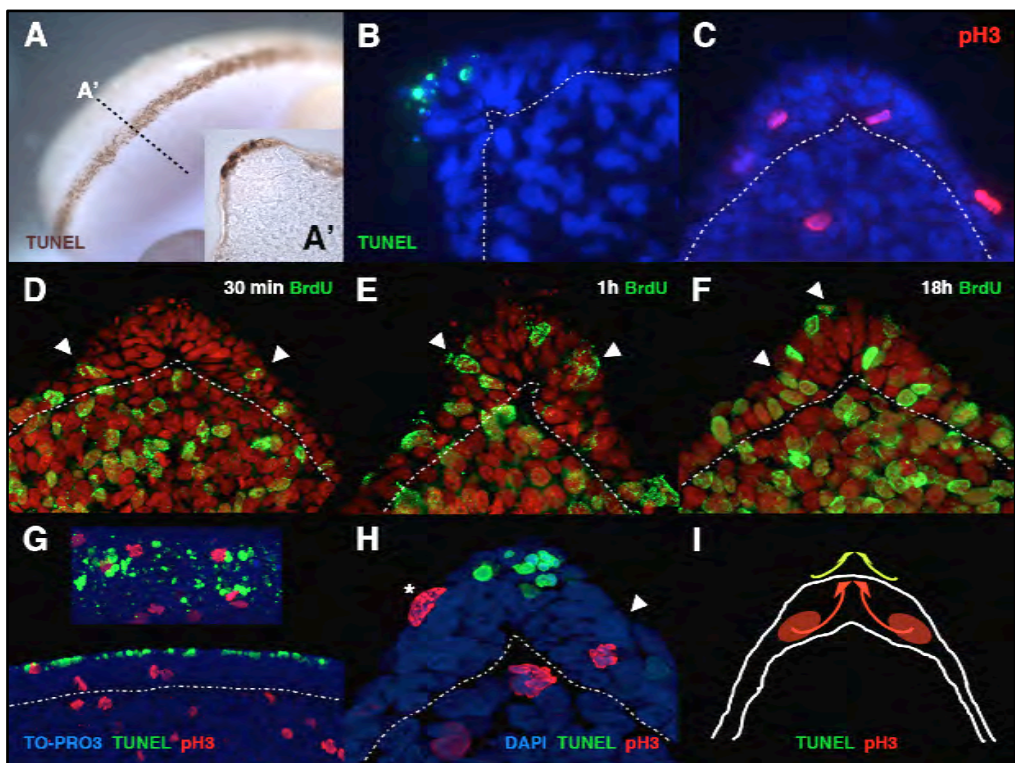 A
A'
TUNEL
A'
B
TUNEL
C
pH3
D
30 min BrdU
E
1h BrdU
F
18h BrdU
G
TO-PRO3 TUNEL pH3
H
*
DAPI TUNEL pH3
I
TUNEL pH3